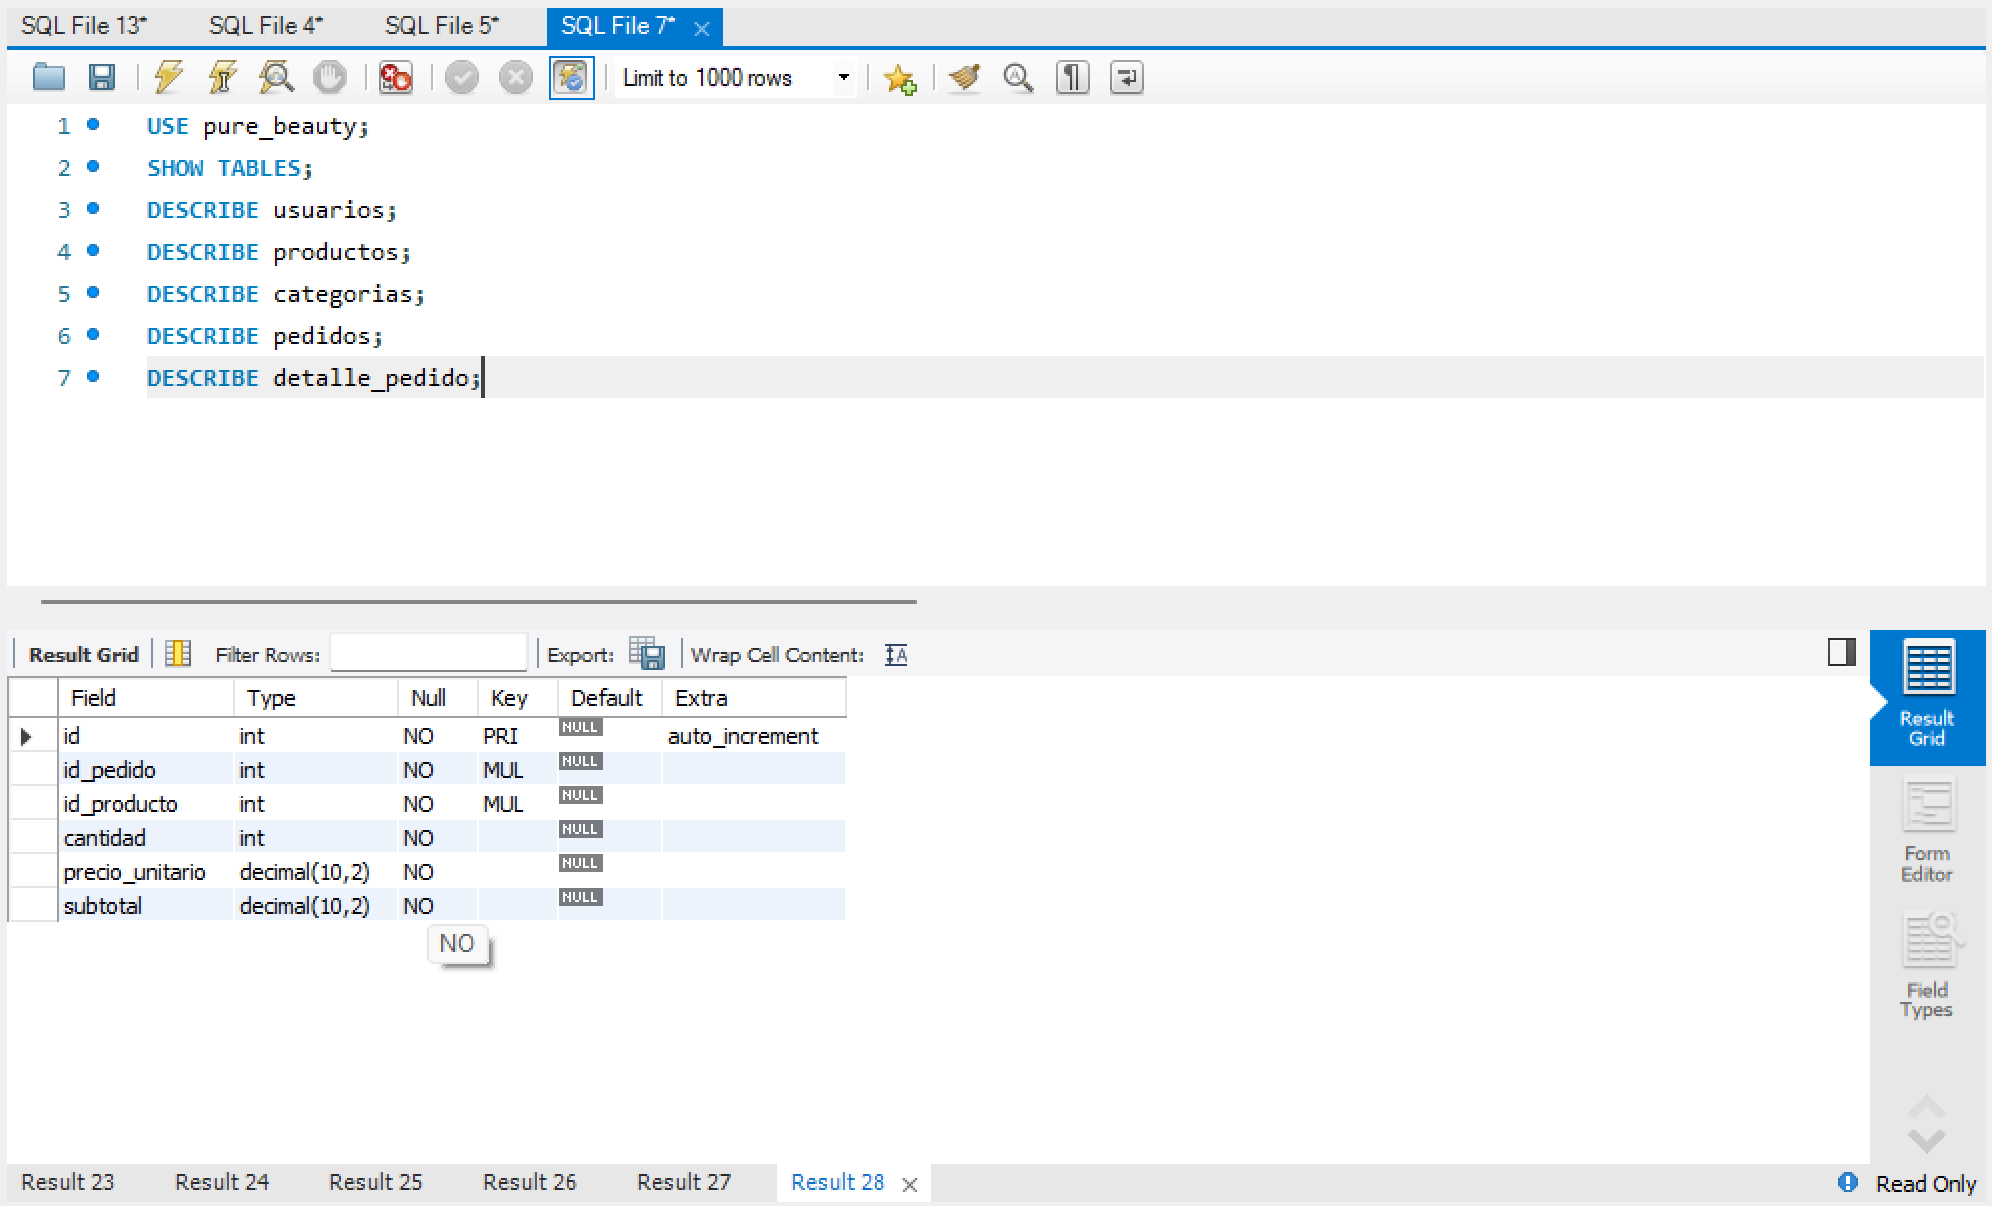 SQL File 13* SQL File 4* SQL File 5* SQL File 7*
Limit to 1000 rows
1 USE pure_beauty;
2 SHOW TABLES;
3 DESCRIBE usuarios;
4 DESCRIBE productos;
5 DESCRIBE categorias;
6 DESCRIBE pedidos;
7 DESCRIBE detalle_pedido;
Result Grid Filter Rows: Export: Wrap Cell Content:
Field Type Null Key Default Extra
id int NO PRI NULL auto_increment
id_pedido int NO MUL NULL
id_producto int NO MUL NULL
cantidad int NO NULL
precio_unitario decimal(10,2) NO NULL
subtotal decimal(10,2) NO NULL
NO
Result
Grid
Form
Editor
Field
Types
Result 23 Result 24 Result 25 Result 26 Result 27 Result 28 Read Only